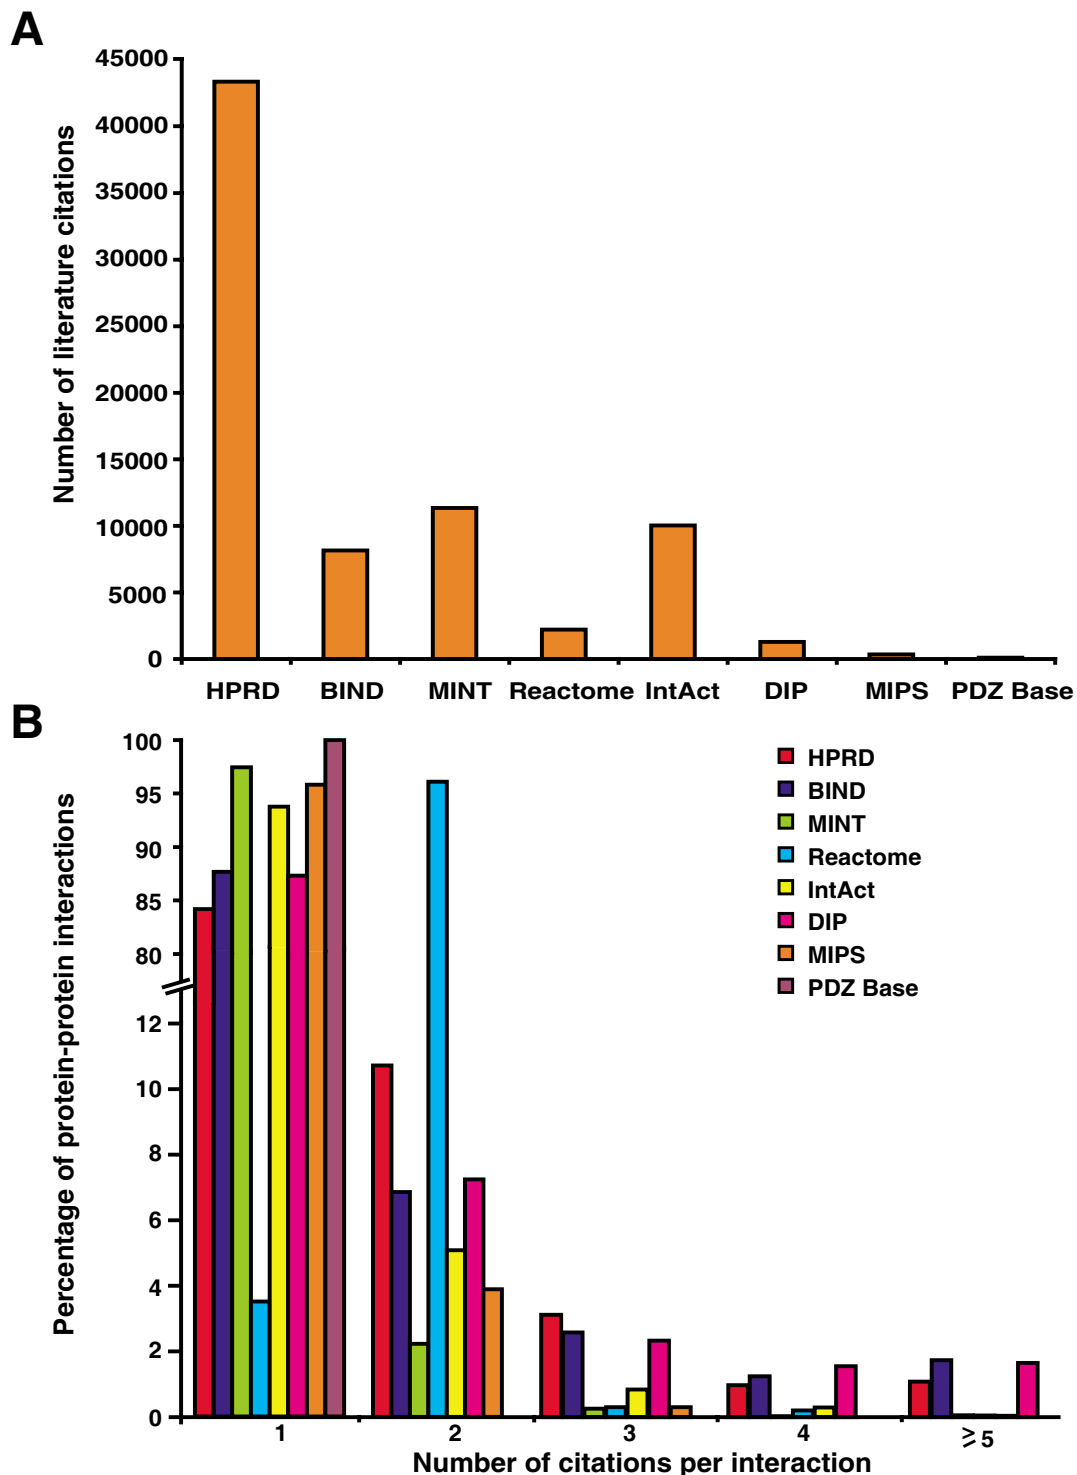 A
Number of literature citations
45000
40000
35000
30000
25000
20000
15000
10000
5000
0
HPRD BIND MINT Reactome IntAct DIP MIPS PDZ Base
B
Percentage of protein-protein interactions
100
95
90
85
80
12
10
8
6
4
2
0
HPRD
BIND
MINT
Reactome
IntAct
DIP
MIPS
PDZ Base
1 2 3 4 ≥5
Number of citations per interaction